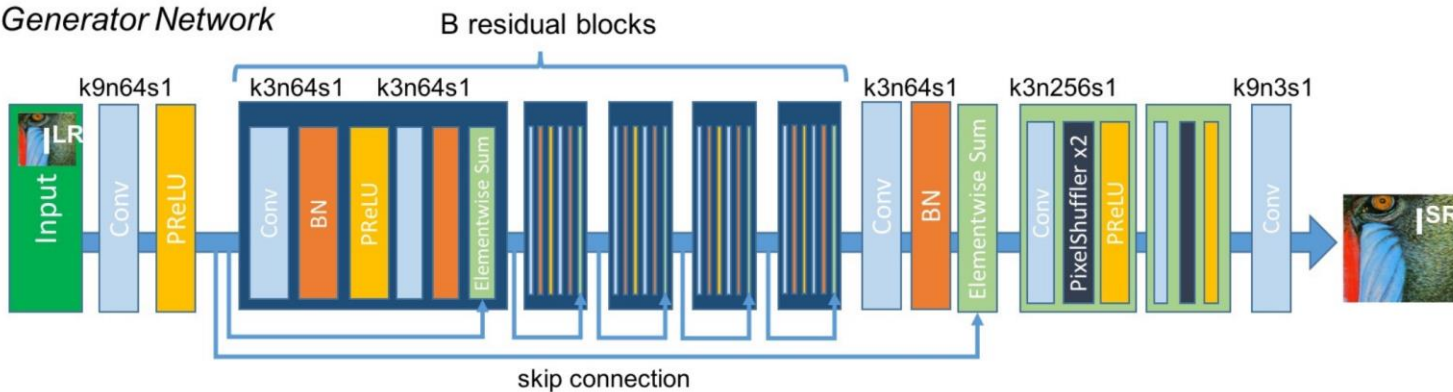 Generator Network
B residual blocks
k9n64s1
k3n64s1
k3n64s1
k3n64s1
k3n256s1
k9n3s1
I^LR
Input
Conv
PReLU
Conv
BN
PReLU
Elementwise Sum
Conv
BN
Elementwise Sum
Conv
PixelShuffler x2
PReLU
Conv
I^SR
skip connection